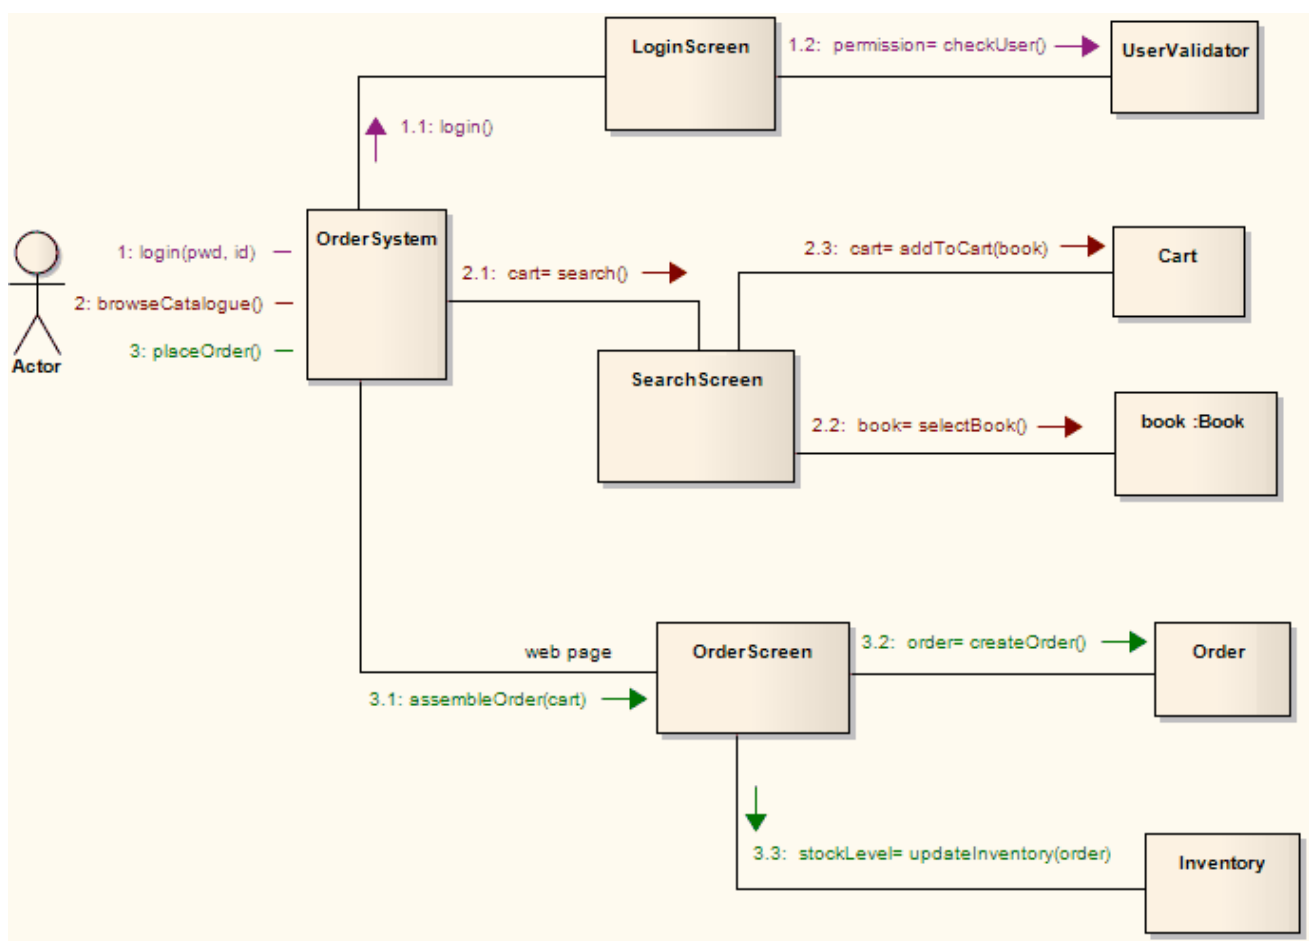 LoginScreen
1.2: permission= checkUser()
UserValidator
1.1: login()
OrderSystem
1: login(pwd, id)
2: browseCatalogue()
3: placeOrder()
Actor
2.1: cart= search()
2.3: cart= addToCart(book)
Cart
SearchScreen
2.2: book= selectBook()
book :Book
web page
OrderScreen
3.2: order= createOrder()
Order
3.1: assembleOrder(cart)
3.3: stockLevel= updateInventory(order)
Inventory